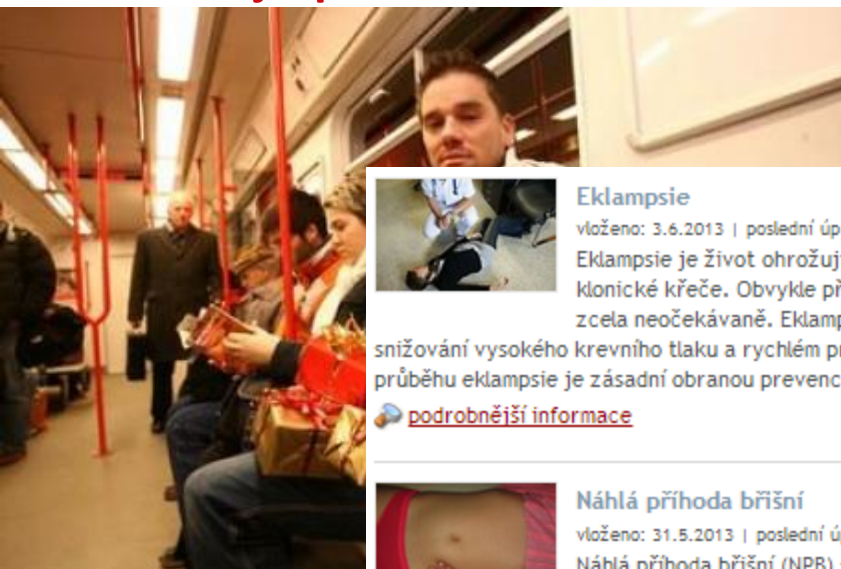 Eklampsie
vloženo: 3.6.2013 | poslední úp
Eklampsie je život ohrožuj
klonické křeče. Obvykle př
zcela neočekávaně. Eklamp
snižování vysokého krevního tlaku a rychlém pr
průběhu eklampsie je zásadní obranou prevenc
podrobnější informace
Náhlá příhoda břišní
vloženo: 31.5.2013 | poslední úp
Náhlá příhoda břišní (NPB)